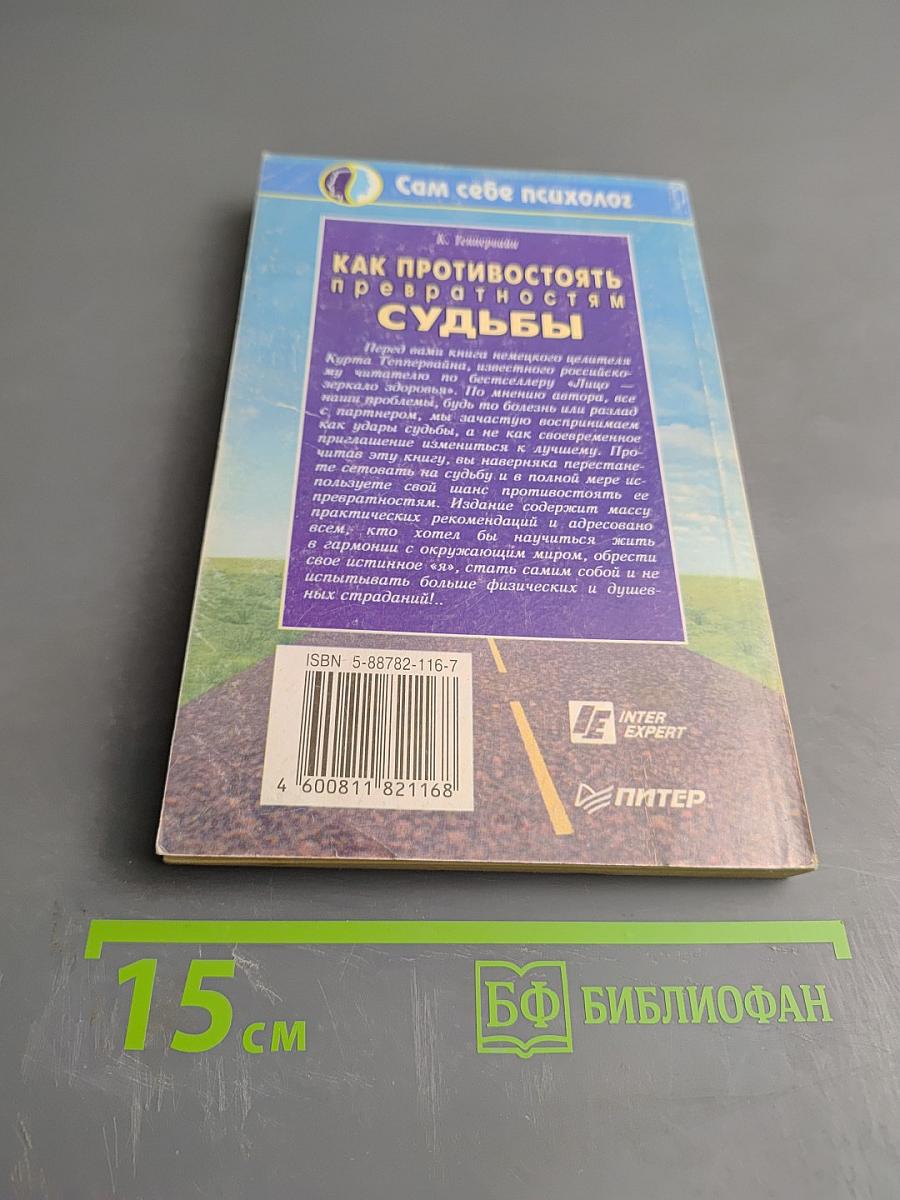 Сам себе психолог
К. Теппервайн
КАК ПРОТИВОСТОЯТЬ
превратностям
СУДЬБЫ
Перед вами книга немецкого целителя
Курта Теппервайна, известного российско-
му читателю по бестселлеру «Лицо —
зеркало здоровья». По мнению автора, все
наши проблемы, будь то болезнь или разлад
с партнером, мы зачастую воспринимаем
как удары судьбы, а не как своевременное
приглашение измениться к лучшему. Про-
читав эту книгу, вы наверняка перестане-
те сетовать на судьбу и в полной мере ис-
пользуете свой шанс противостоять ее
превратностям. Издание содержит массу
практических рекомендаций и адресовано
всем, кто хотел бы научиться жить
в гармонии с окружающим миром, обрести
свое истинное «я», стать самим собой и не
испытывать больше физических и душев-
ных страданий!..
ISBN 5-88782-116-7
4 600811 821168
IE INTER
EXPERT
ПИТЕР
15 см
БФ БИБЛИОФАН